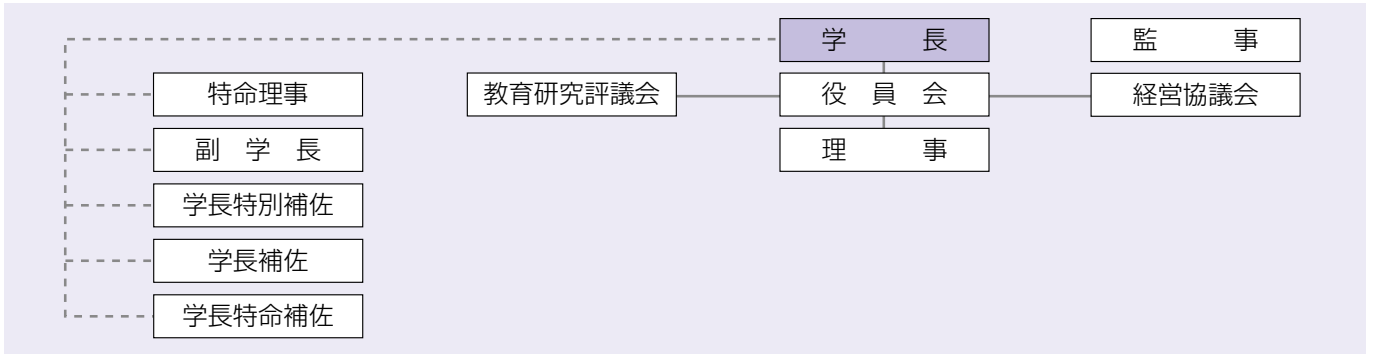 学　長
監　事
特命理事
教育研究評議会
役　員　会
経営協議会
副　学　長
理　事
学長特別補佐
学長補佐
学長特命補佐